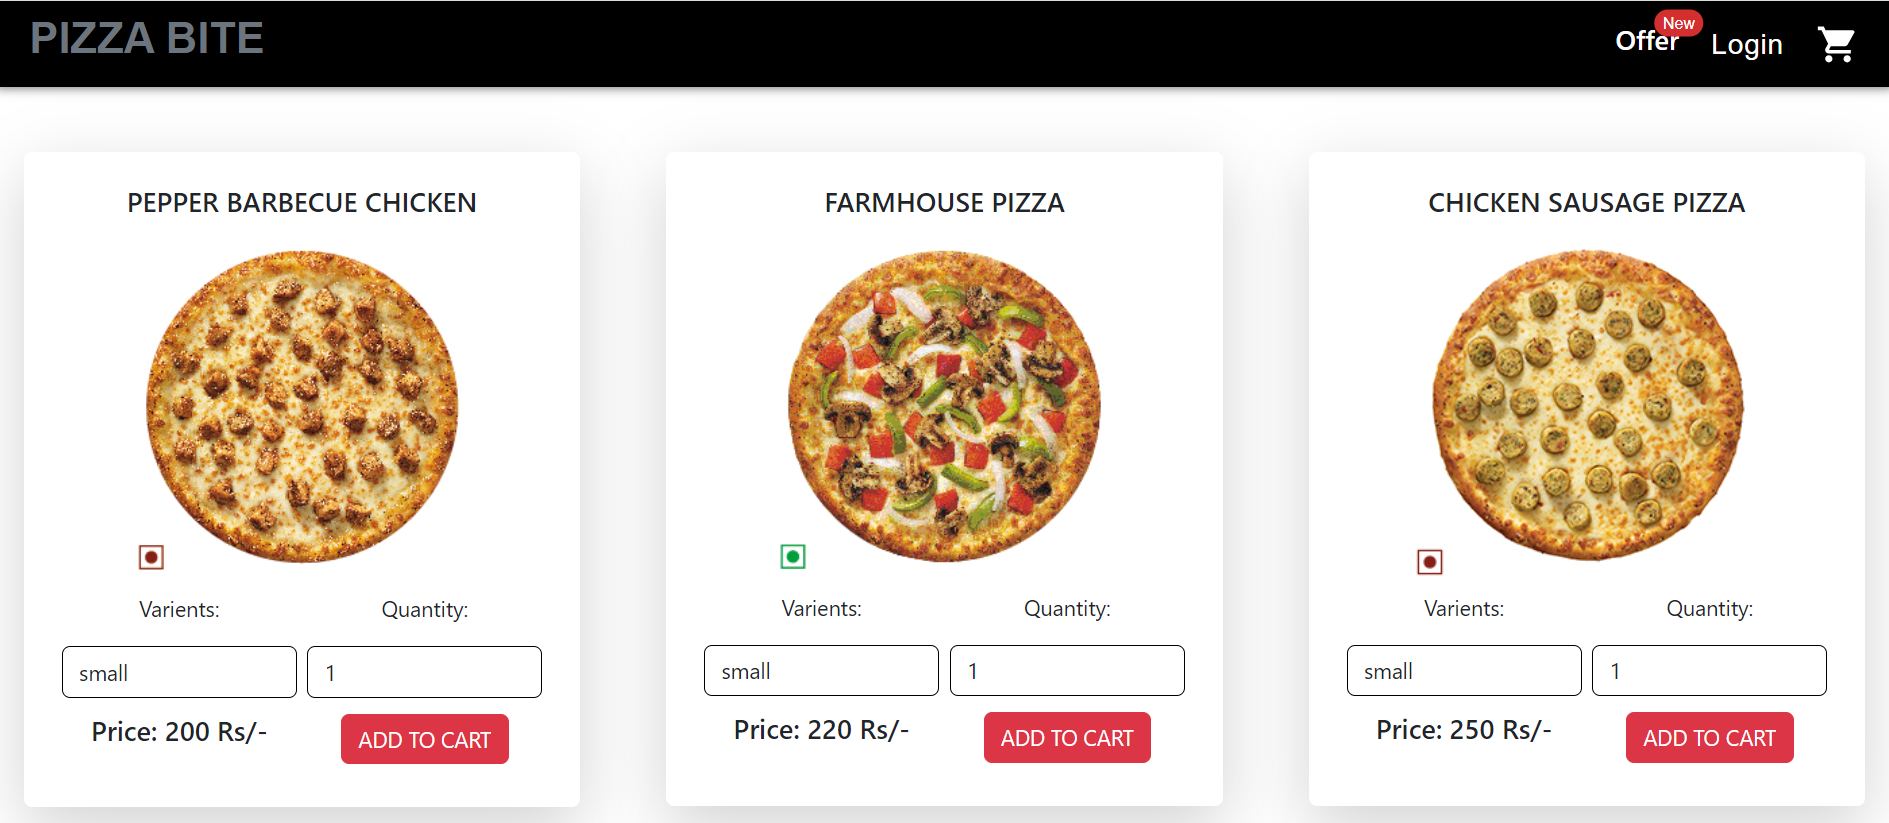 PIZZA BITE
Offer
New
Login
PEPPER BARBECUE CHICKEN
Varients: Quantity:
small 1
Price: 200 Rs/- ADD TO CART
FARMHOUSE PIZZA
Varients: Quantity:
small 1
Price: 220 Rs/- ADD TO CART
CHICKEN SAUSAGE PIZZA
Varients: Quantity:
small 1
Price: 250 Rs/- ADD TO CART